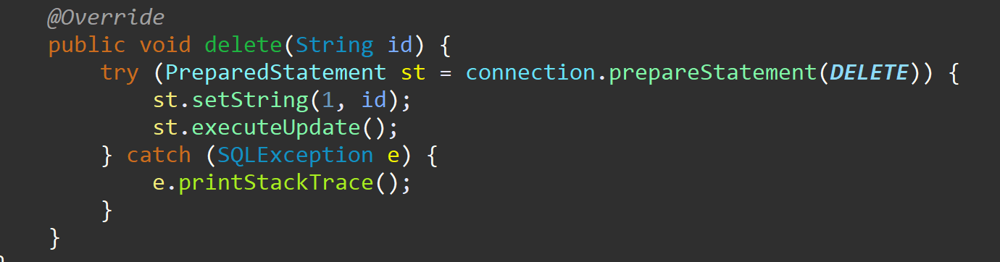 @Override
public void delete(String id) {
try (PreparedStatement st = connection.prepareStatement(DELETE)) {
st.setString(1, id);
st.executeUpdate();
} catch (SQLException e) {
e.printStackTrace();
}
}